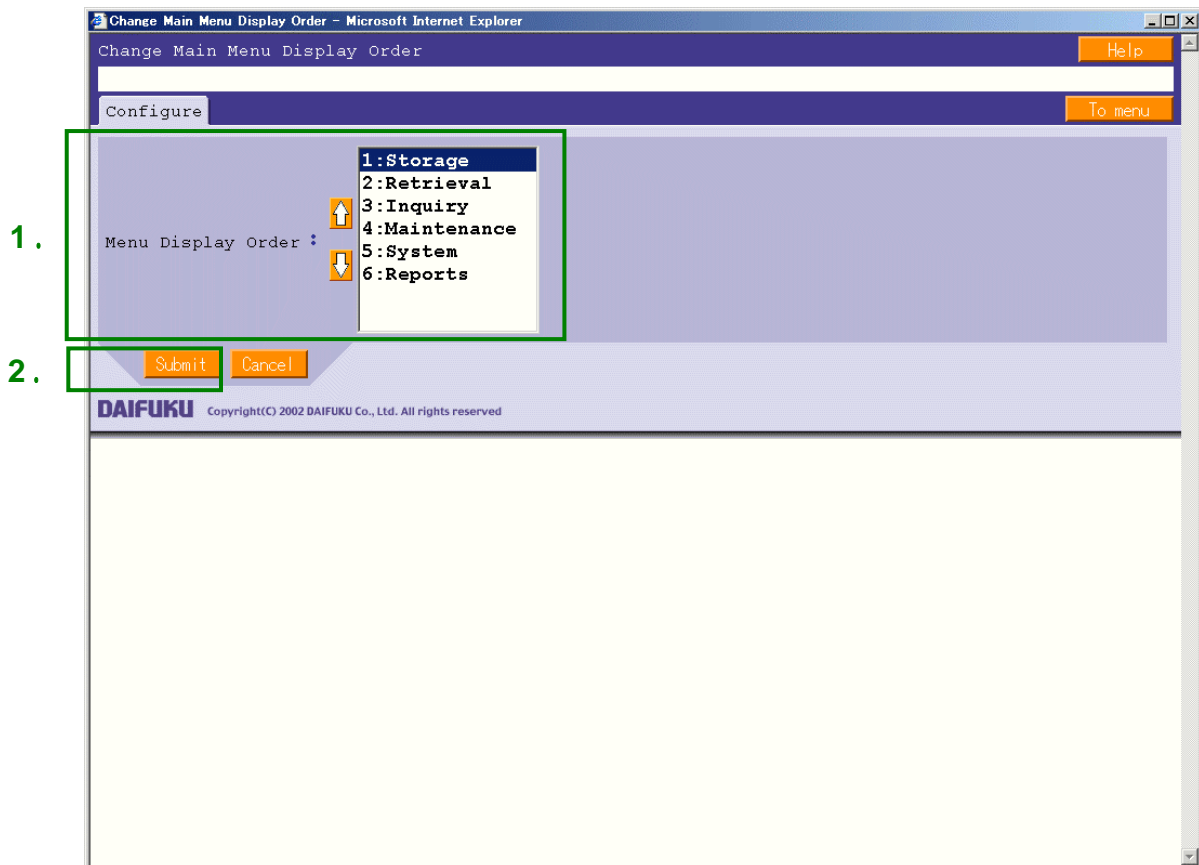 Change Main Menu Display Order - Microsoft Internet Explorer
Change Main Menu Display Order
Help
Configure
To menu
1.
Menu Display Order :
1:Storage
2:Retrieval
3:Inquiry
4:Maintenance
5:System
6:Reports
2.
Submit Cancel
DAIFUKU Copyright(C) 2002 DAIFUKU Co., Ltd. All rights reserved